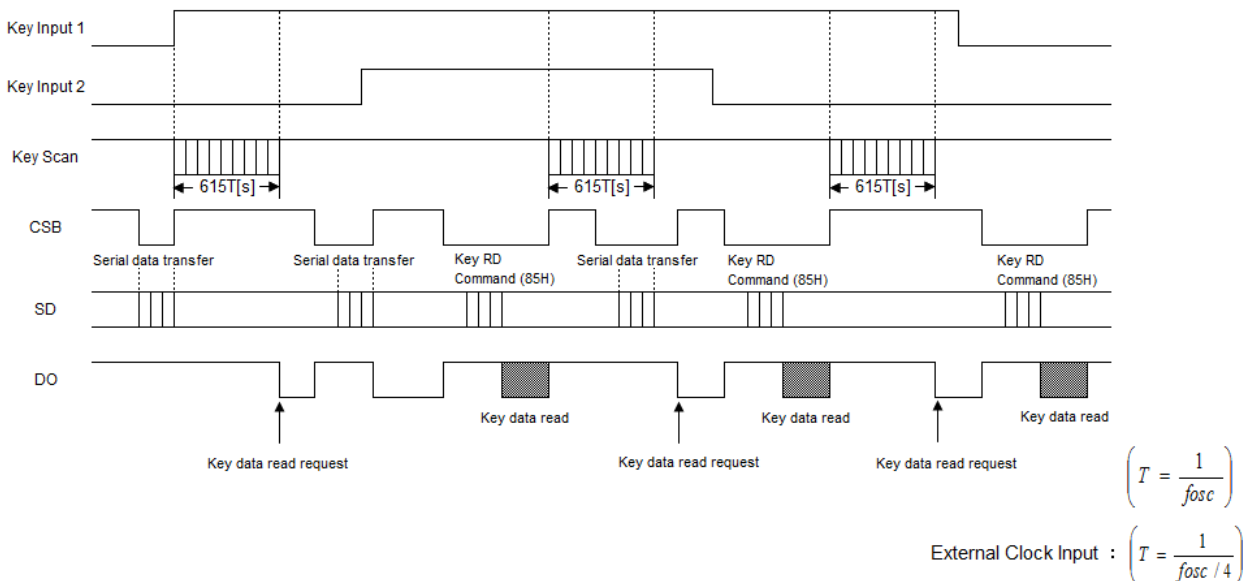 Key Input 1
Key Input 2
Key Scan
615T[s]
615T[s]
615T[s]
CSB
Serial data transfer
Serial data transfer
Key RD
Command (85H)
Serial data transfer
Key RD
Command (85H)
Key RD
Command (85H)
SD
DO
Key data read
Key data read
Key data read
Key data read request
Key data read request
Key data read request
( T = 1 / fosc )
External Clock Input : ( T = 1 / fosc / 4 )